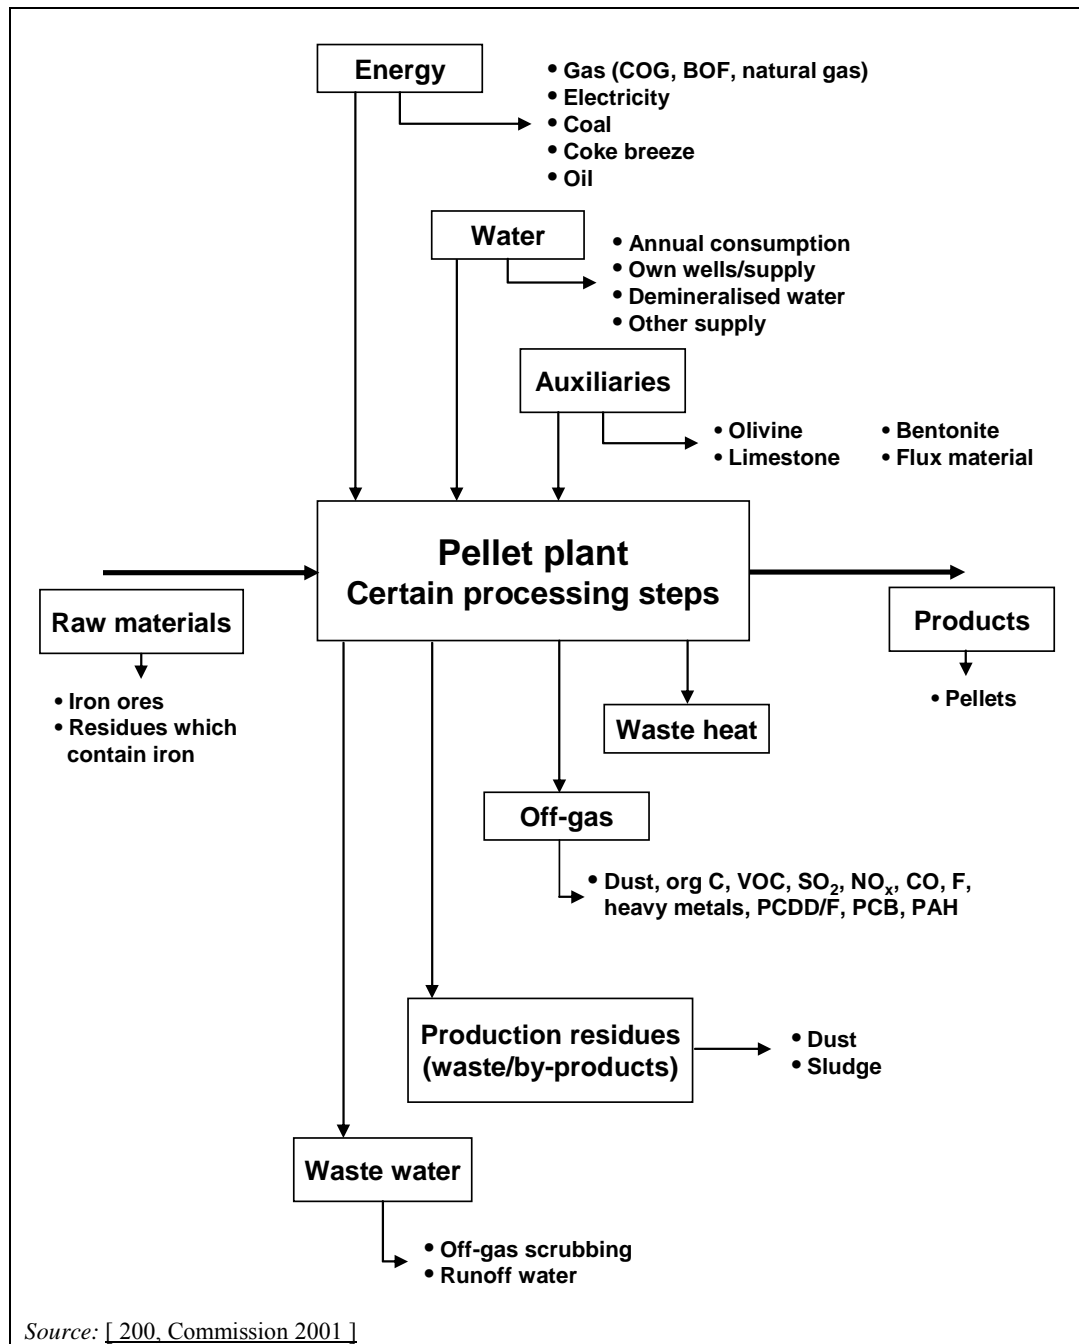 Energy
• Gas (COG, BOF, natural gas)
• Electricity
• Coal
• Coke breeze
• Oil
Water
• Annual consumption
• Own wells/supply
• Demineralised water
• Other supply
Auxiliaries
• Olivine
• Bentonite
• Limestone
• Flux material
Pellet plant
Certain processing steps
Raw materials
• Iron ores
• Residues which
contain iron
Products
• Pellets
Waste heat
Off-gas
• Dust, org C, VOC, SO₂, NOₓ, CO, F,
heavy metals, PCDD/F, PCB, PAH
Production residues
(waste/by-products)
• Dust
• Sludge
Waste water
• Off-gas scrubbing
• Runoff water
Source: [ 200, Commission 2001 ]